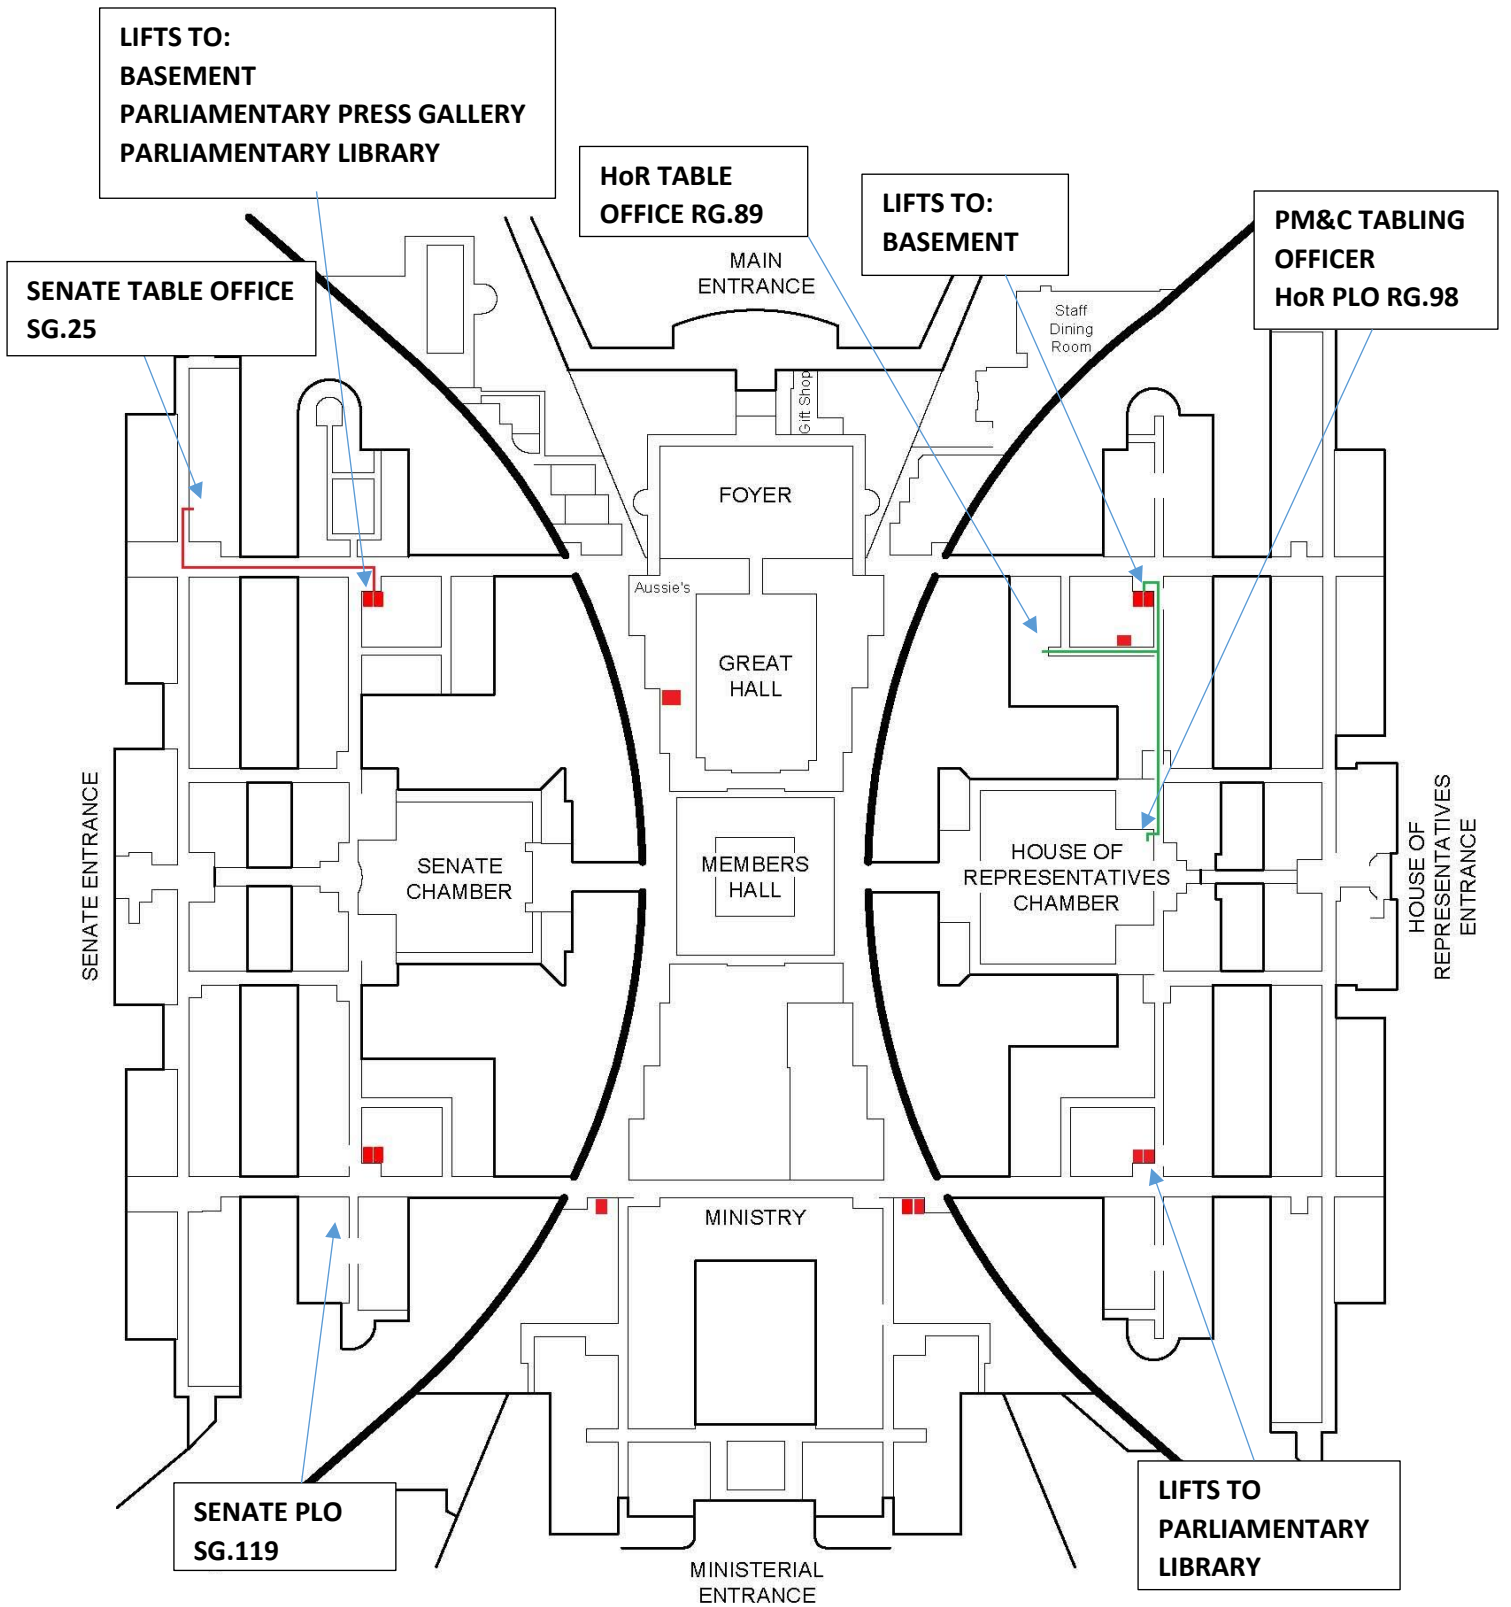 LIFTS TO:
BASEMENT
PARLIAMENTARY PRESS GALLERY
PARLIAMENTARY LIBRARY
HoR TABLE
OFFICE RG.89
LIFTS TO:
BASEMENT
PM&C TABLING
OFFICER
HoR PLO RG.98
SENATE TABLE OFFICE
SG.25
MAIN
ENTRANCE
Staff
Dining
Room
Gift Shop
FOYER
Aussie's
GREAT
HALL
SENATE ENTRANCE
SENATE
CHAMBER
MEMBERS
HALL
HOUSE OF
REPRESENTATIVES
CHAMBER
HOUSE OF
REPRESENTATIVES
ENTRANCE
MINISTRY
SENATE PLO
SG.119
MINISTERIAL
ENTRANCE
LIFTS TO
PARLIAMENTARY
LIBRARY